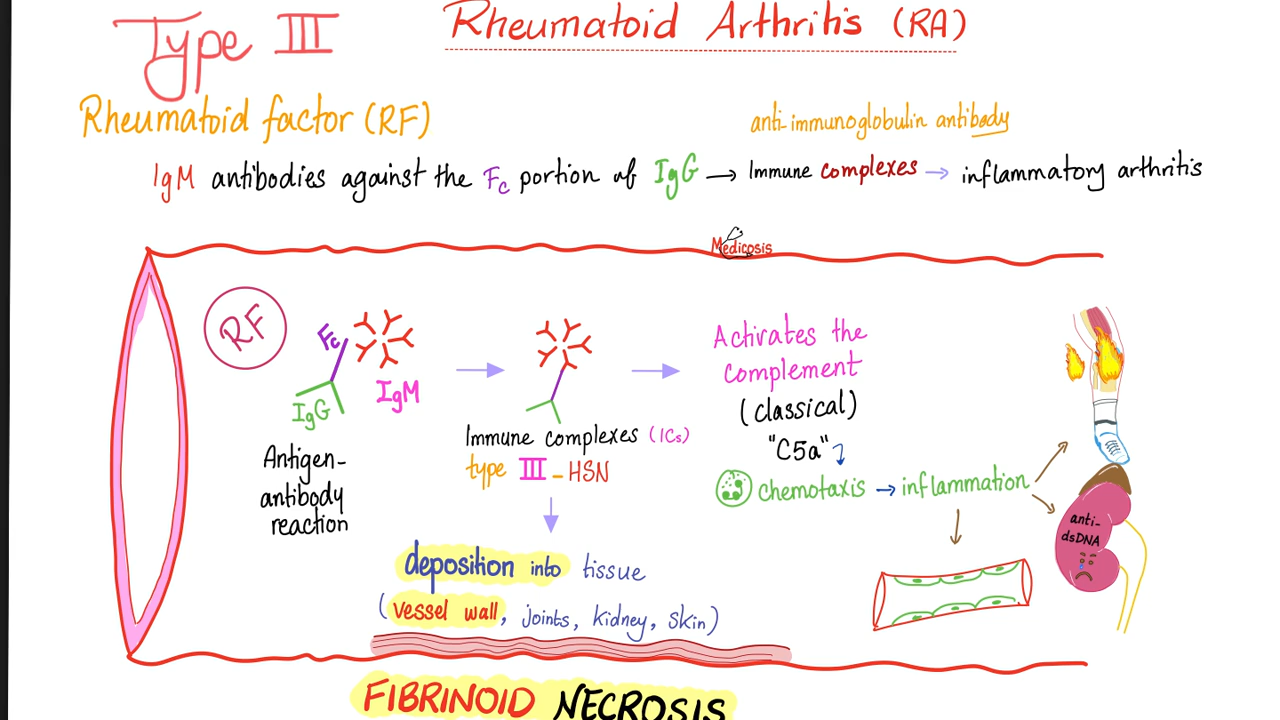 Type III
Rheumatoid Arthritis (RA)
Rheumatoid factor (RF)
anti-immunoglobulin antibody
IgM antibodies against the Fc portion of IgG → Immune complexes → inflammatory arthritis
Medicosis
RF
Fc
IgG
IgM
Antigen-
antibody
reaction
Immune complexes (ICs)
type III - HSN
deposition into tissue
(vessel wall, joints, kidney, skin)
Activates the
complement
(classical)
"C5a"
chemotaxis → inflammation
anti-
dsDNA
FIBRINOID NECROSIS